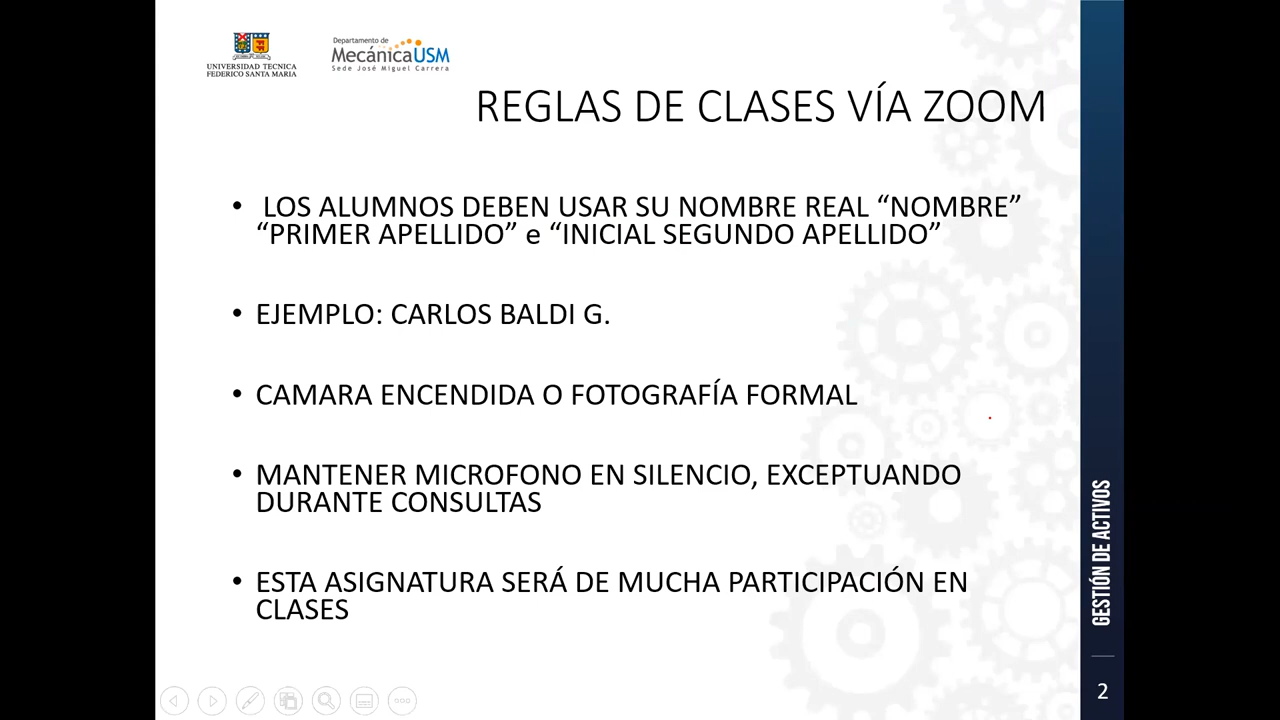 UNIVERSIDAD TECNICA
FEDERICO SANTA MARIA
Departamento de
MecánicaUSM
Sede José Miguel Carrera
REGLAS DE CLASES VÍA ZOOM
• LOS ALUMNOS DEBEN USAR SU NOMBRE REAL “NOMBRE”
“PRIMER APELLIDO” e “INICIAL SEGUNDO APELLIDO”
• EJEMPLO: CARLOS BALDI G.
• CAMARA ENCENDIDA O FOTOGRAFÍA FORMAL
• MANTENER MICROFONO EN SILENCIO, EXCEPTUANDO
DURANTE CONSULTAS
• ESTA ASIGNATURA SERÁ DE MUCHA PARTICIPACIÓN EN
CLASES
GESTIÓN DE ACTIVOS
2